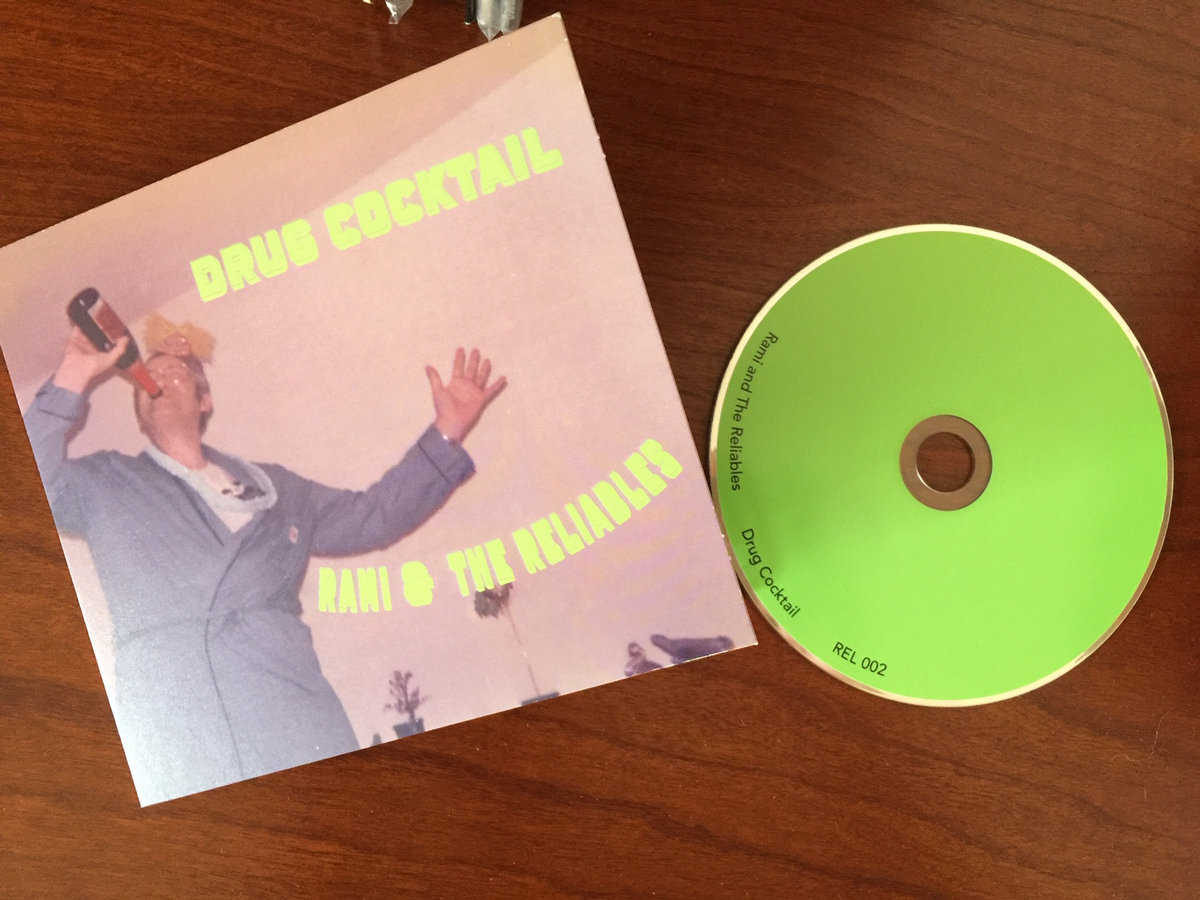 DRUG COCKTAIL
RAMI & THE RELIABLES
Rami and The Reliables
Drug Cocktail
REL 002